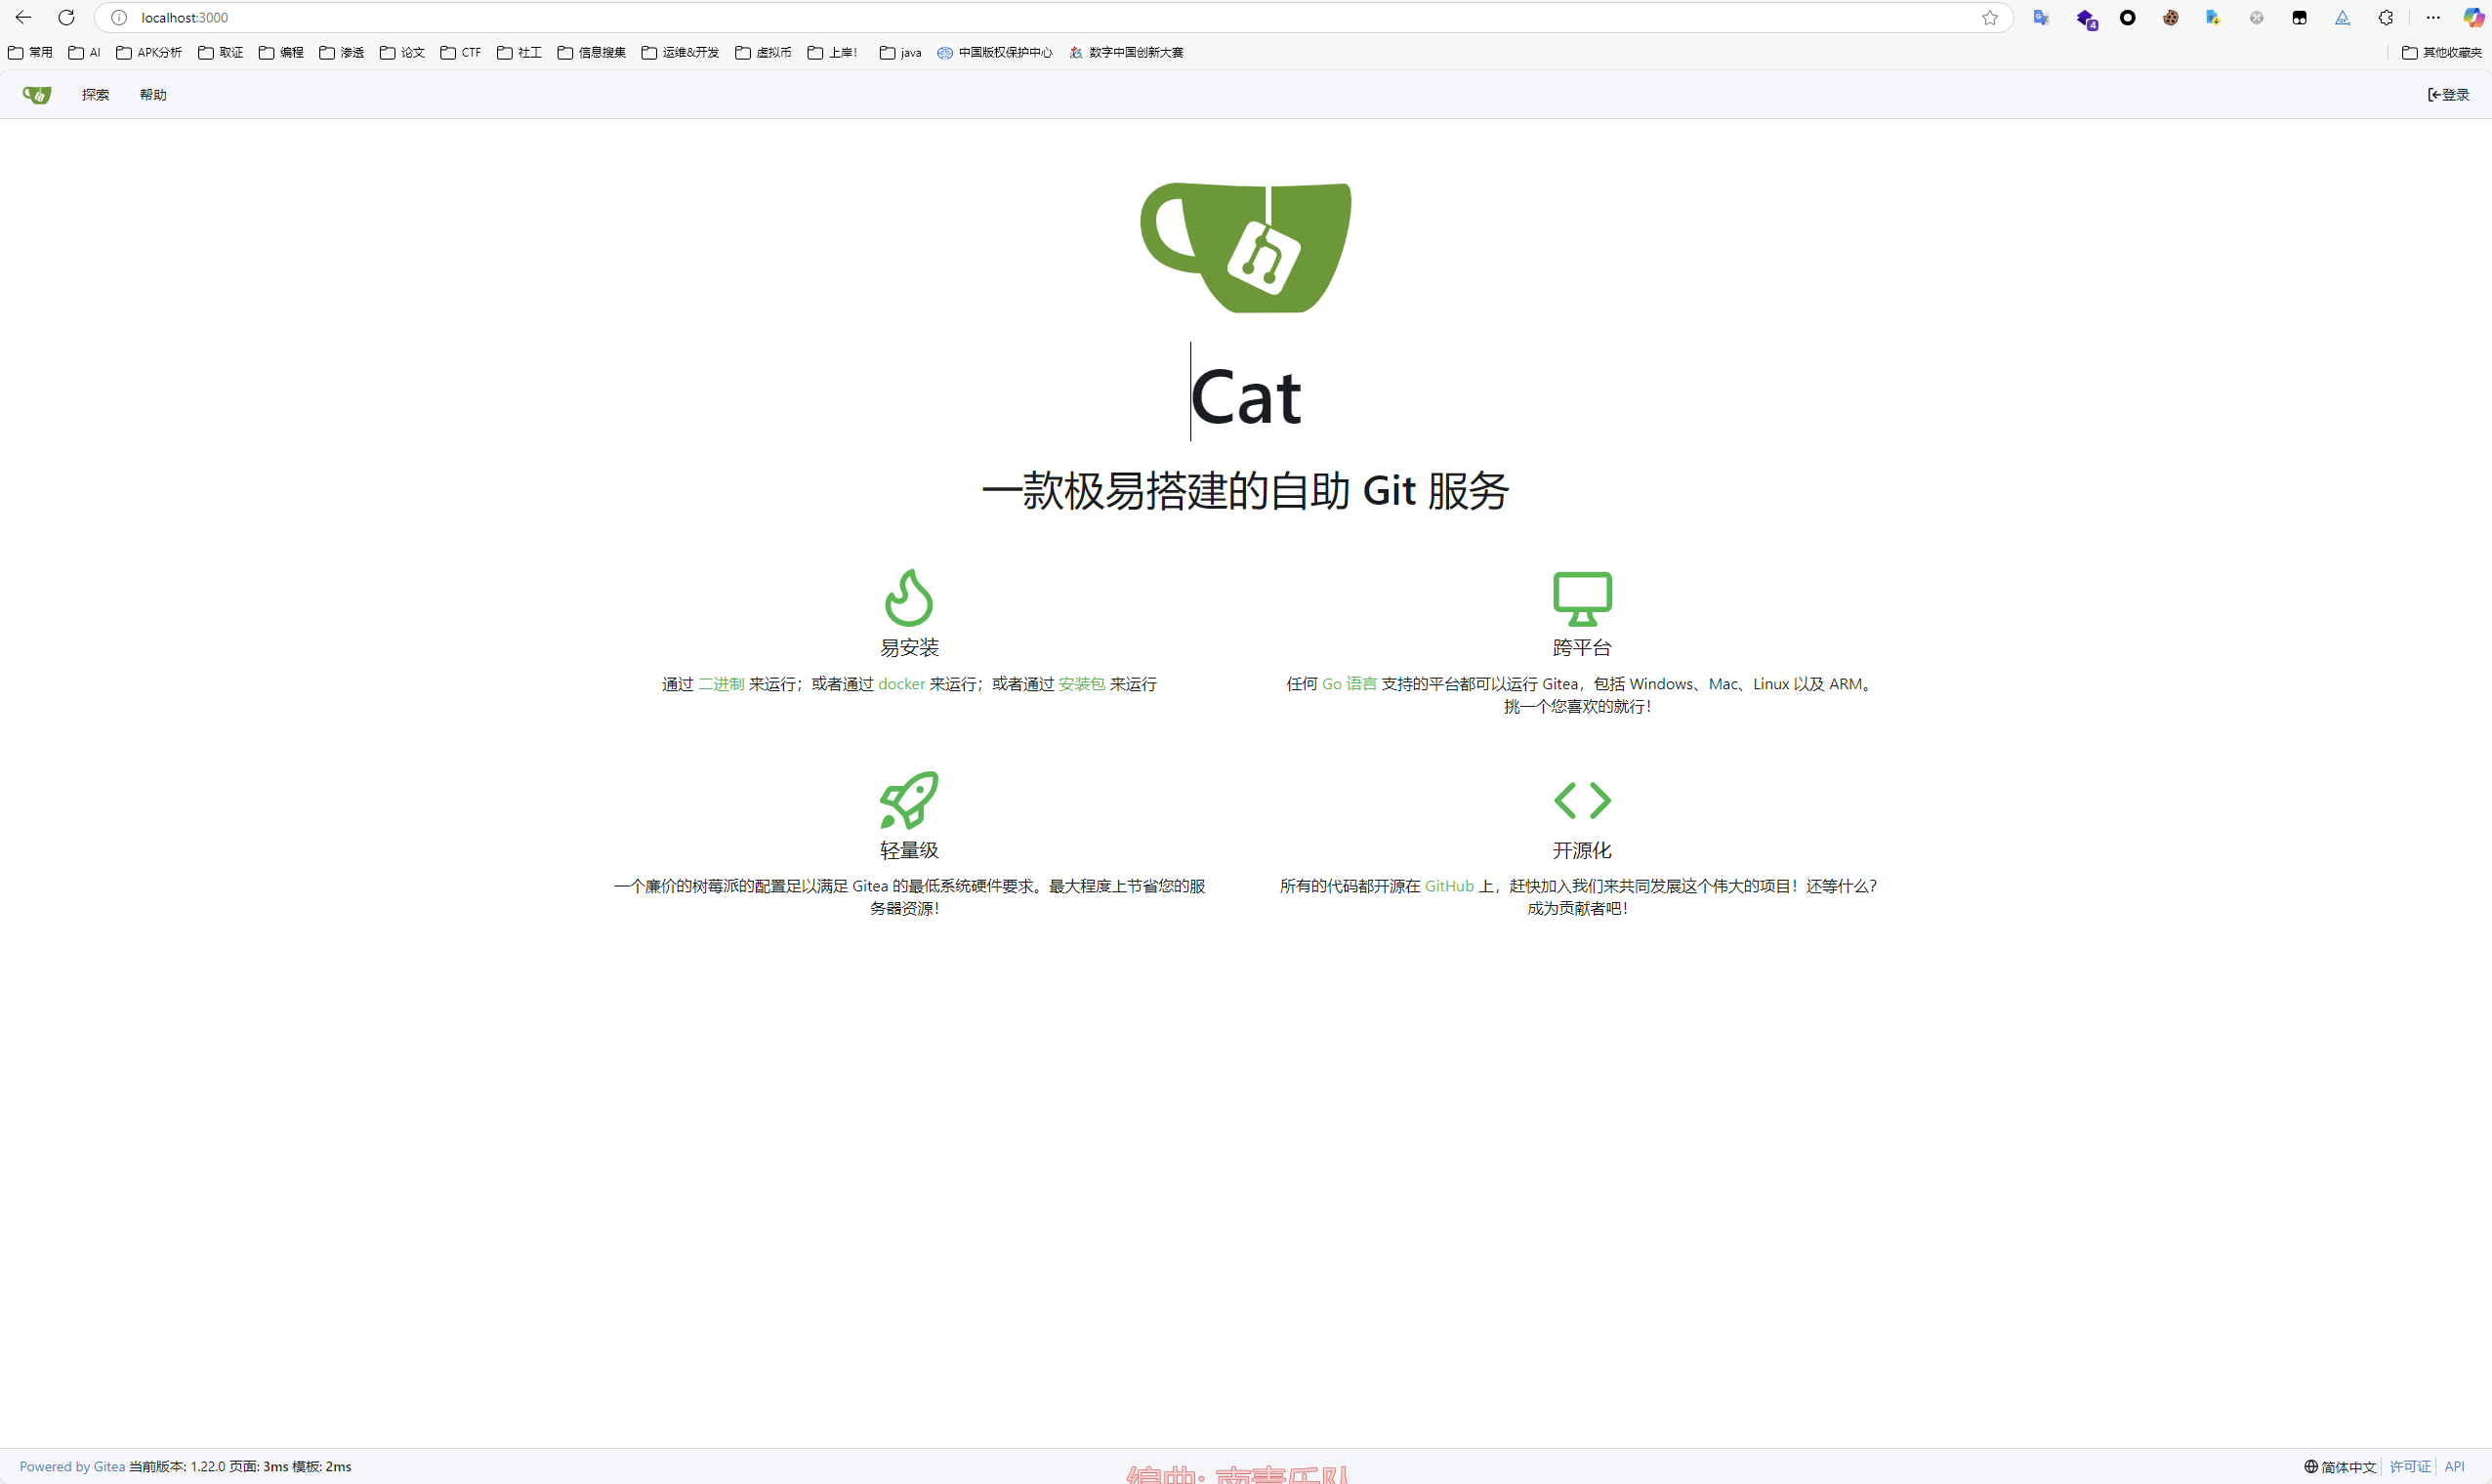 localhost:3000
4
常用 AI APK分析 取证 编程 渗透 论文 CTF 社工 信息搜集 运维&开发 虚拟币 上岸！ java 中国版权保护中心 数字中国创新大赛 其他收藏夹
探索 帮助 登录
Cat
一款极易搭建的自助 Git 服务
易安装
通过 二进制 来运行；或者通过 docker 来运行；或者通过 安装包 来运行
跨平台
任何 Go 语言 支持的平台都可以运行 Gitea，包括 Windows、Mac、Linux 以及 ARM。
挑一个您喜欢的就行！
轻量级
一个廉价的树莓派的配置足以满足 Gitea 的最低系统硬件要求。最大程度上节省您的服
务器资源！
开源化
所有的代码都开源在 GitHub 上，赶快加入我们来共同发展这个伟大的项目！还等什么？
成为贡献者吧！
Powered by Gitea 当前版本: 1.22.0 页面: 3ms 模板: 2ms 简体中文 许可证 API
编曲: 南青乐队